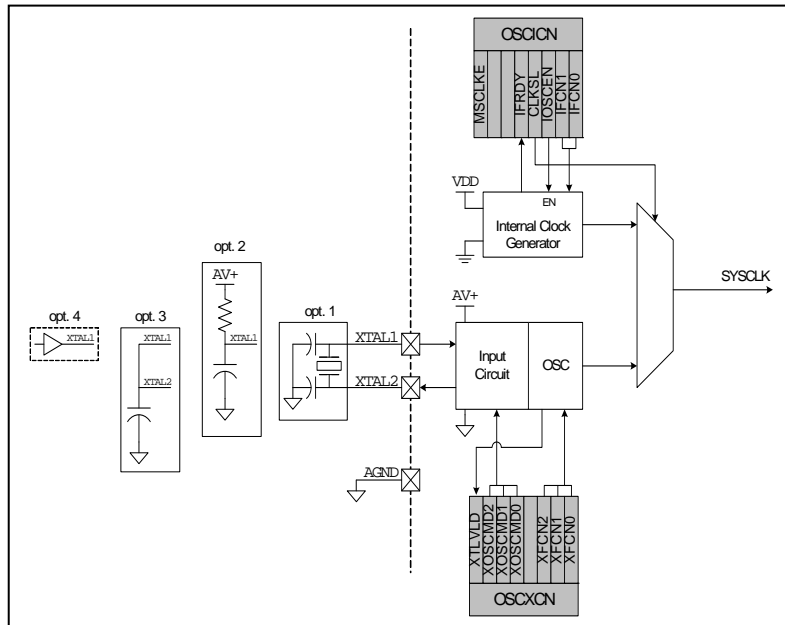 OSCICN
MSCLKE
IFRDY
CLKSL
IOSCEN
IFCN1
IFCN0
VDD
EN
Internal Clock
Generator
opt. 2
AV+
XTAL1
SYSCLK
opt. 4
XTAL1
opt. 3
XTAL1
XTAL2
opt. 1
XTAL1
XTAL2
AV+
Input
Circuit
OSC
AGND
XTLVLD
XOSCMD2
XOSCMD1
XOSCMD0
XFCN2
XFCN1
XFCN0
OSCXCN